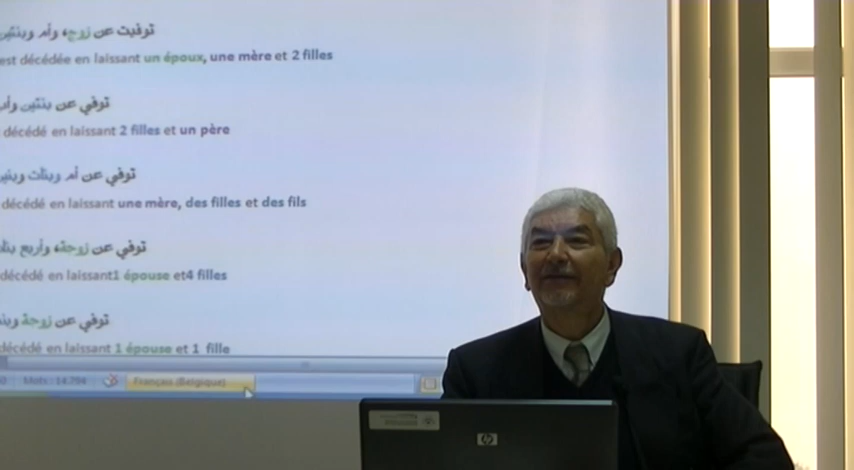 توفيت عن زوج، وأم وبنتين
est décédée en laissant un époux, une mère et 2 filles
توفي عن بنتين وأب
décédé en laissant 2 filles et un père
توفي عن أم وبنات وبنين
décédé en laissant une mère, des filles et des fils
توفي عن زوجة، وأربع
décédé en laissant1 épouse et4 filles
توفي عن زوجة
décédé en laissant 1 épouse et 1 fille
Mots : 14.794 Français (Belgique)
hp